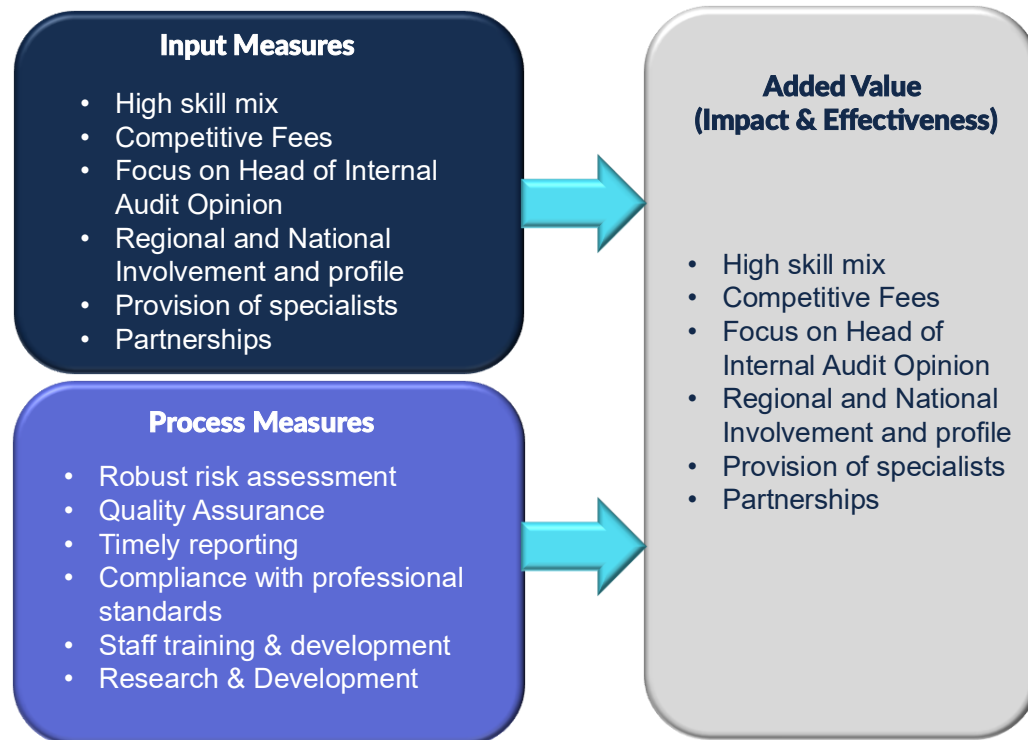 Input Measures
• High skill mix
• Competitive Fees
• Focus on Head of Internal
Audit Opinion
• Regional and National
Involvement and profile
• Provision of specialists
• Partnerships
Process Measures
• Robust risk assessment
• Quality Assurance
• Timely reporting
• Compliance with professional
standards
• Staff training & development
• Research & Development
Added Value
(Impact & Effectiveness)
• High skill mix
• Competitive Fees
• Focus on Head of
Internal Audit Opinion
• Regional and National
Involvement and profile
• Provision of specialists
• Partnerships